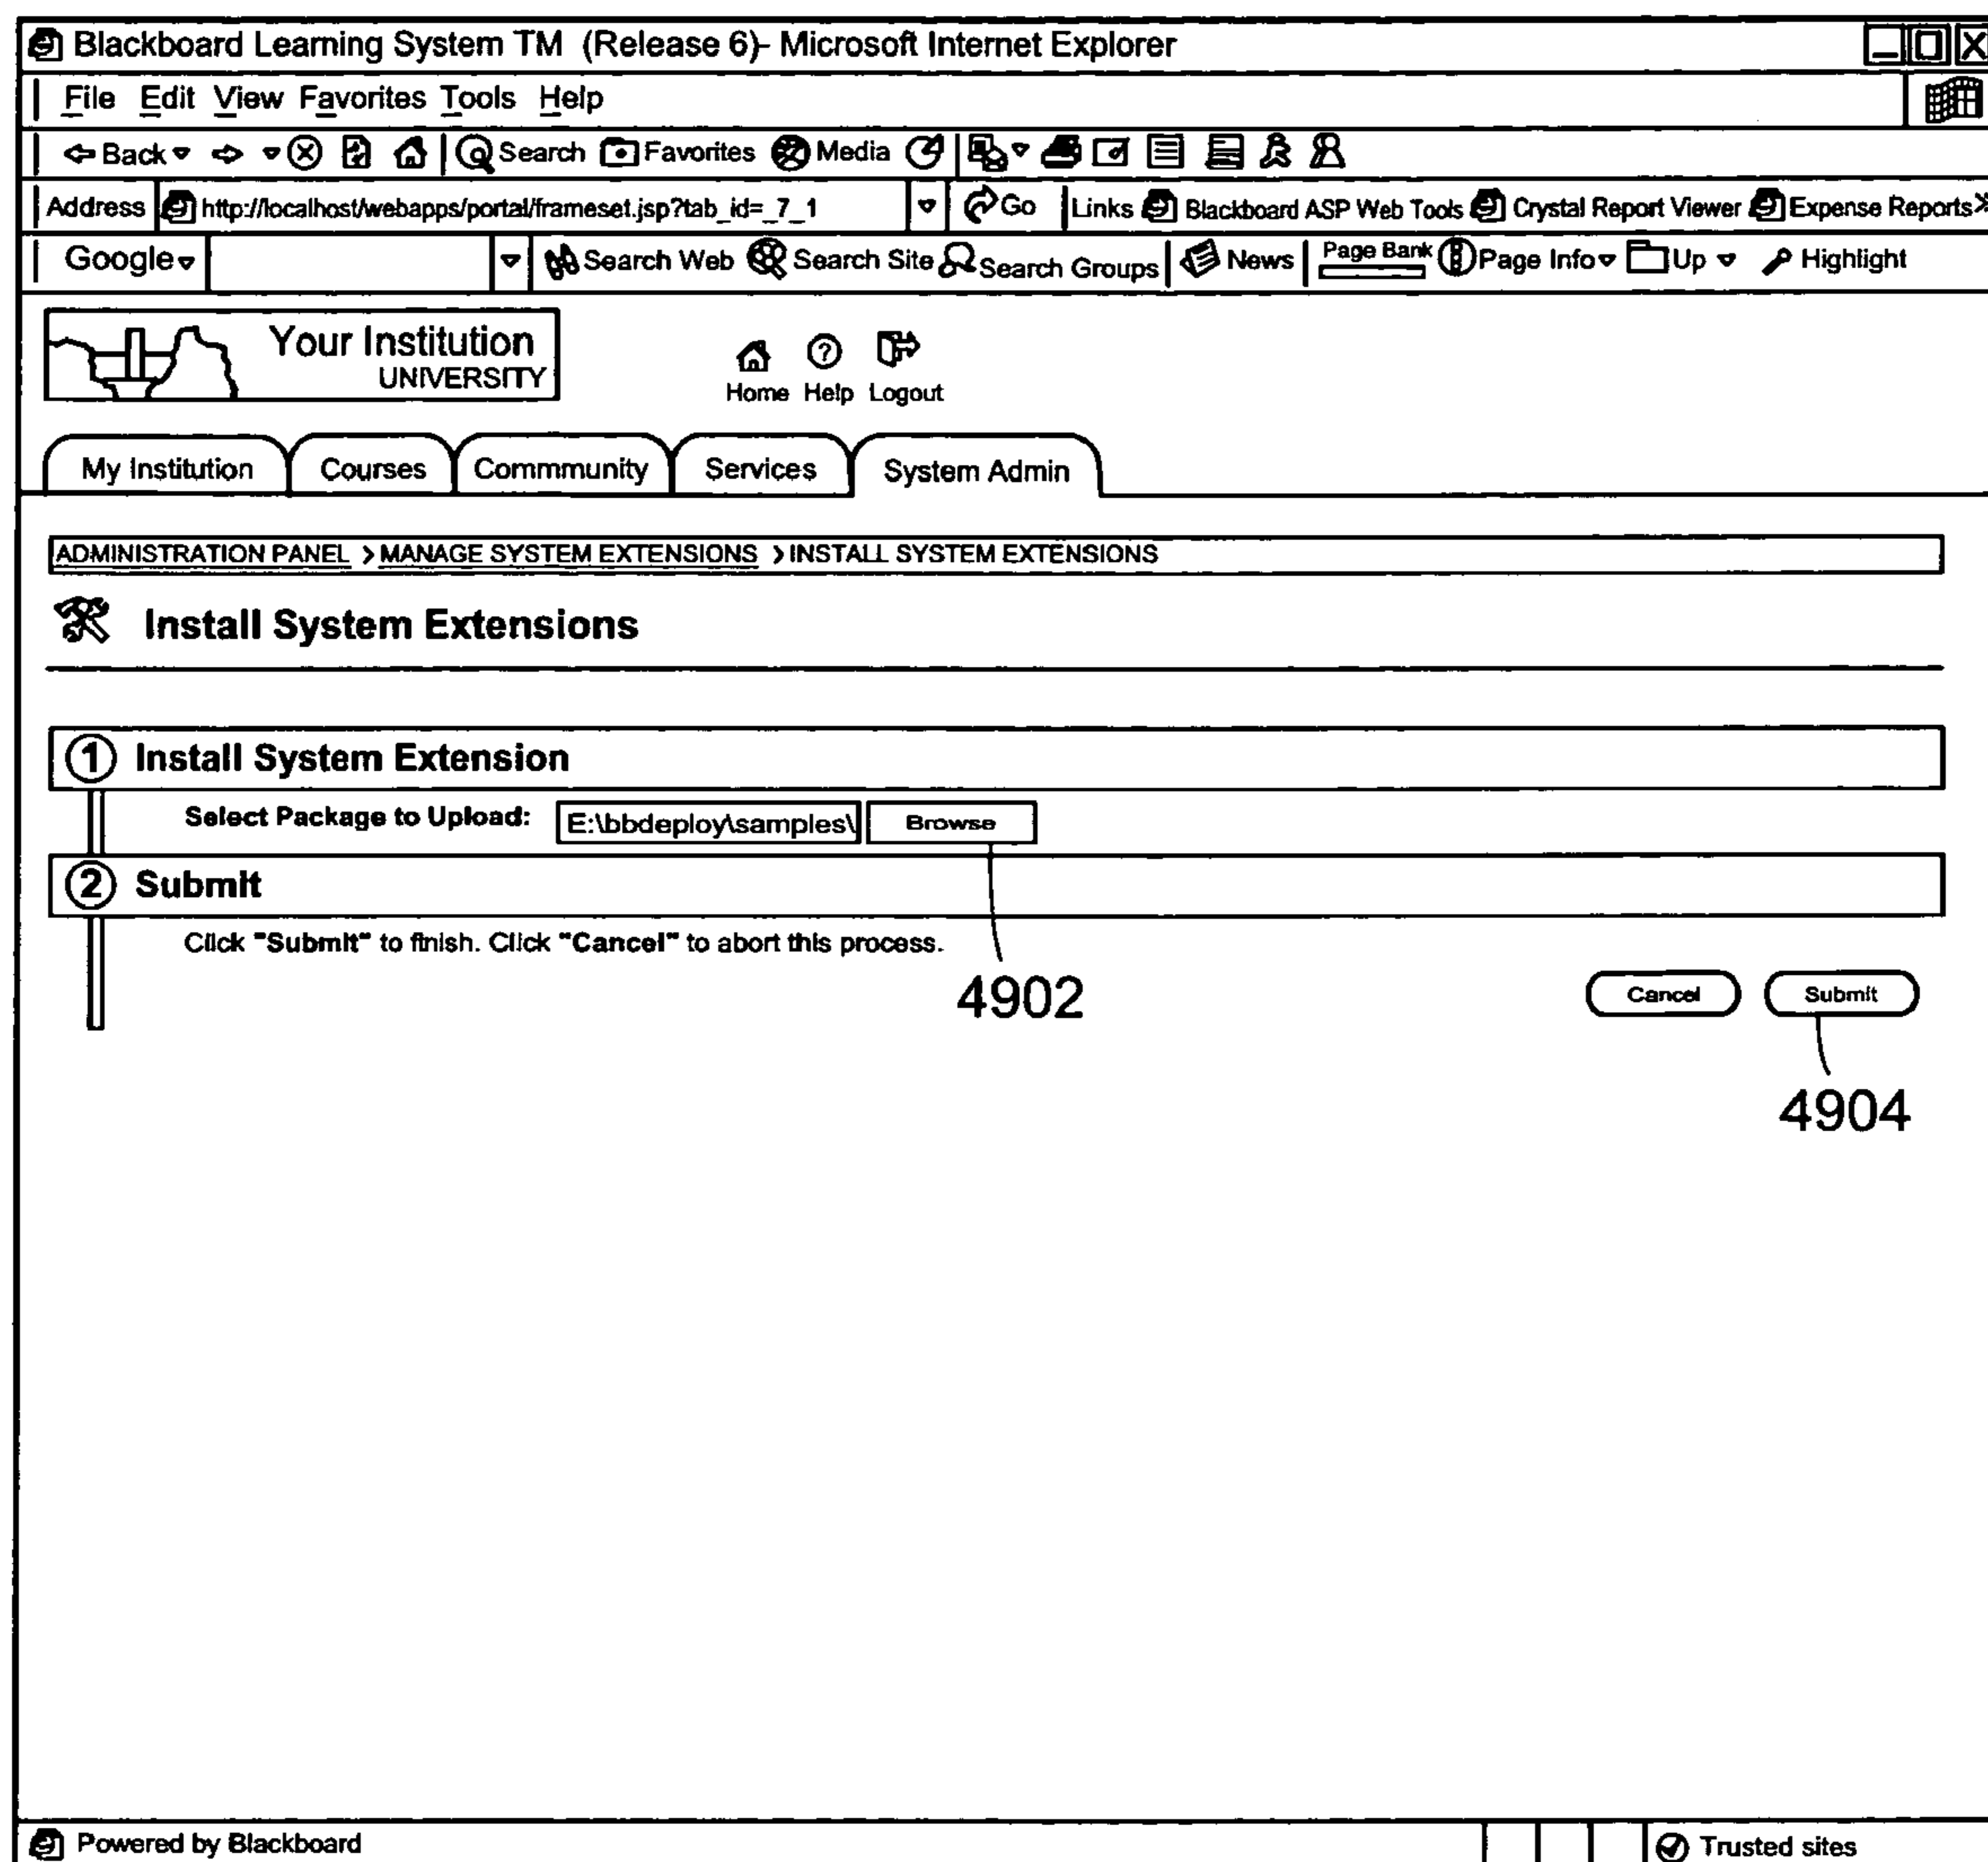 Blackboard Learning System TM (Release 6)- Microsoft Internet Explorer
File Edit View Favorites Tools Help
Back Search Favorites Media
Address http://localhost/webapps/portal/frameset.jsp?tab_id=_7_1 Go Links Blackboard ASP Web Tools Crystal Report Viewer Expense Reports
Google Search Web Search Site Search Groups News Page Bank Page Info Up Highlight
Your Institution
UNIVERSITY
Home Help Logout
My Institution Courses Commmunity Services System Admin
ADMINISTRATION PANEL > MANAGE SYSTEM EXTENSIONS > INSTALL SYSTEM EXTENSIONS
Install System Extensions
1 Install System Extension
Select Package to Upload: E:\bbdeploy\samples\ Browse
2 Submit
Click "Submit" to finish. Click "Cancel" to abort this process.
4902
Cancel Submit
4904
Powered by Blackboard Trusted sites